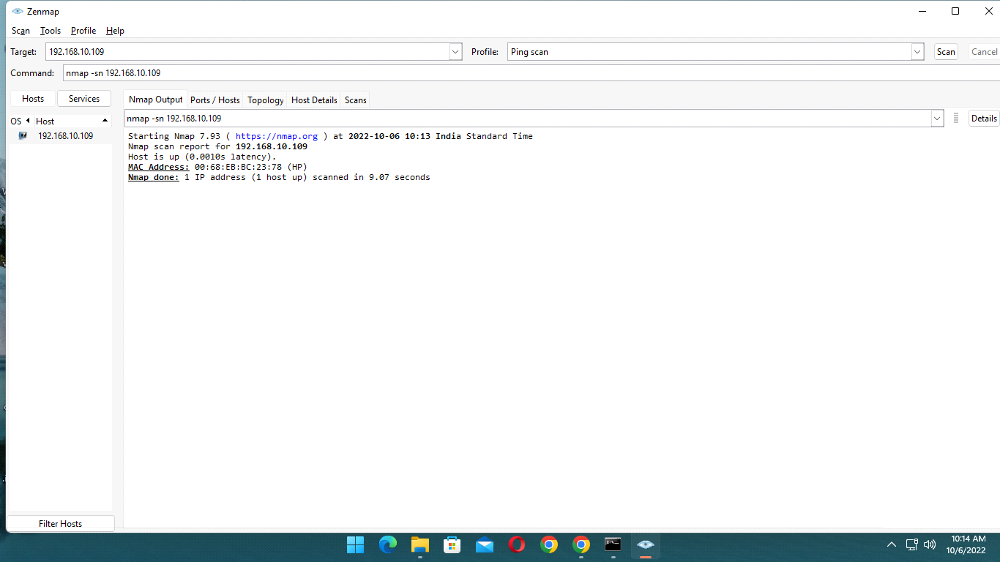 Zenmap
Scan Tools Profile Help
Target: 192.168.10.109 Profile: Ping scan Scan Cancel
Command: nmap -sn 192.168.10.109
Hosts Services
Nmap Output Ports / Hosts Topology Host Details Scans
OS Host
192.168.10.109
nmap -sn 192.168.10.109 Details
Starting Nmap 7.93 ( https://nmap.org ) at 2022-10-06 10:13 India Standard Time
Nmap scan report for 192.168.10.109
Host is up (0.0010s latency).
MAC Address: 00:68:EB:BC:23:78 (HP)
Nmap done: 1 IP address (1 host up) scanned in 9.07 seconds
Filter Hosts
10:14 AM
10/6/2022